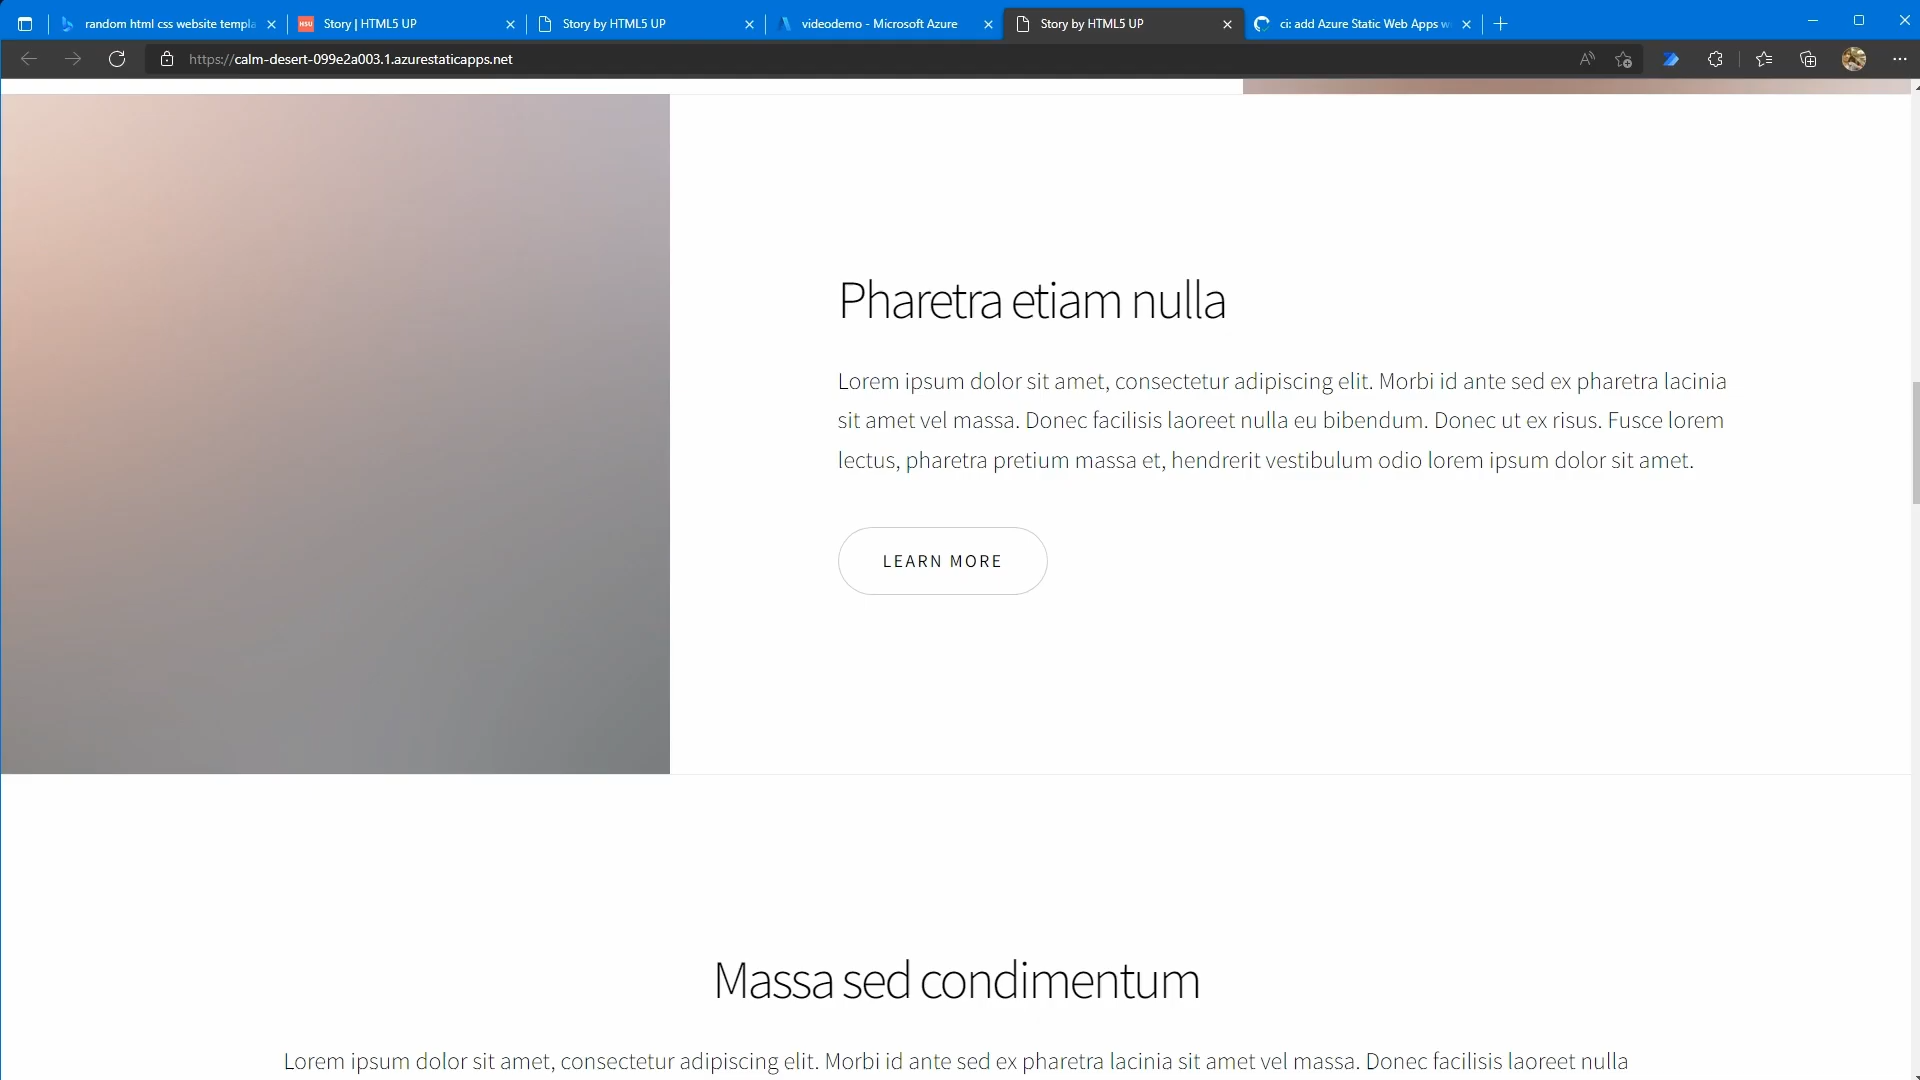 random html css website templa
Story | HTML5 UP
Story by HTML5 UP
videodemo - Microsoft Azure
Story by HTML5 UP
ci: add Azure Static Web Apps w
https://calm-desert-099e2a003.1.azurestaticapps.net
Pharetra etiam nulla
Lorem ipsum dolor sit amet, consectetur adipiscing elit. Morbi id ante sed ex pharetra lacinia
sit amet vel massa. Donec facilisis laoreet nulla eu bibendum. Donec ut ex risus. Fusce lorem
lectus, pharetra pretium massa et, hendrerit vestibulum odio lorem ipsum dolor sit amet.
LEARN MORE
Massa sed condimentum
Lorem ipsum dolor sit amet, consectetur adipiscing elit. Morbi id ante sed ex pharetra lacinia sit amet vel massa. Donec facilisis laoreet nulla